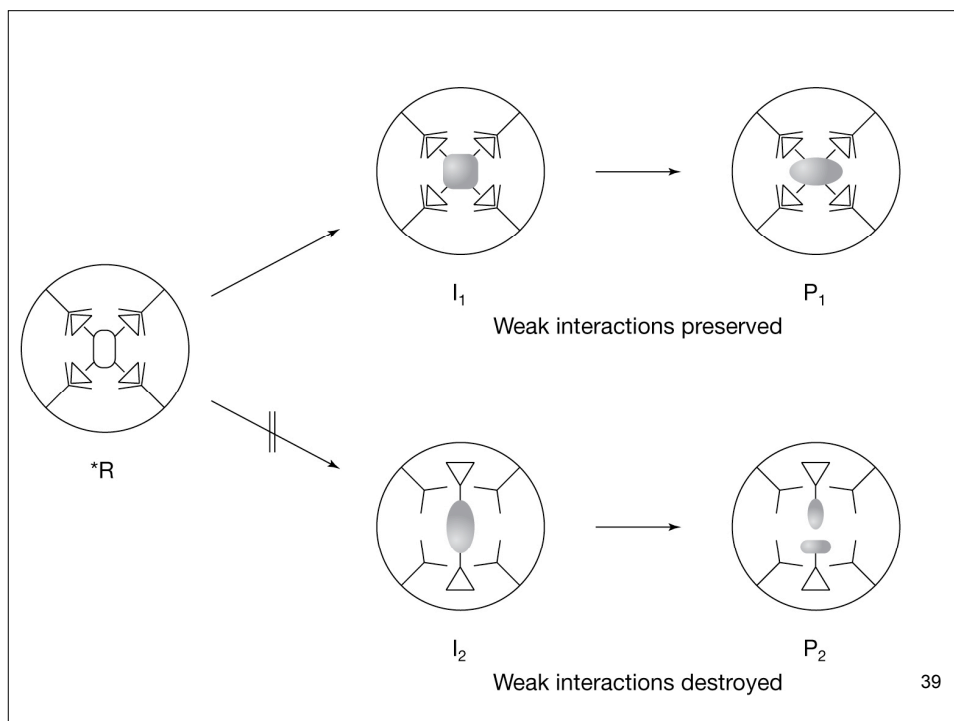 I₁
P₁
Weak interactions preserved
*R
I₂
P₂
Weak interactions destroyed
39